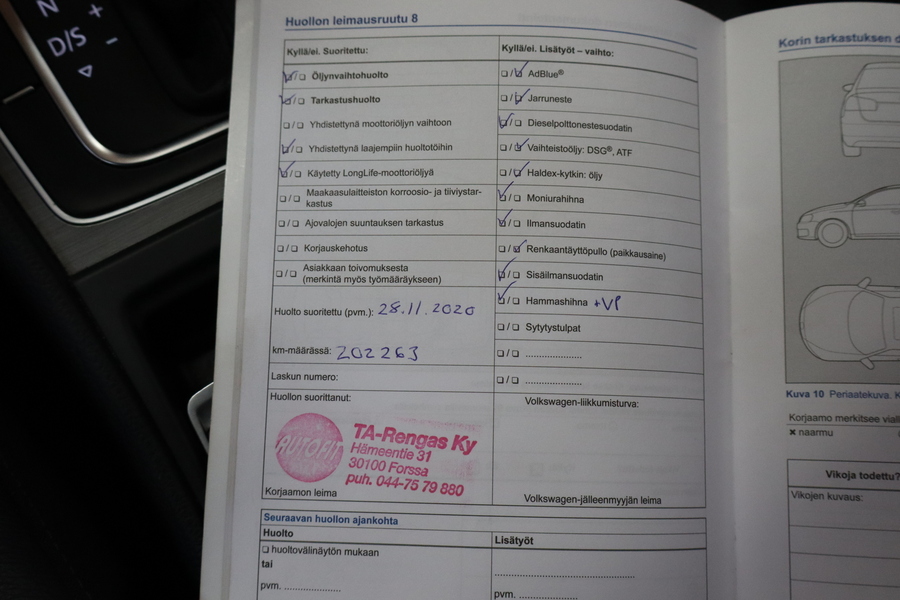 N +
D/S -
Huollon leimausruutu 8
Kyllä/ei. Suoritettu:
Öljynvaihtohuolto
Tarkastushuolto
Yhdistettynä moottoriöljyn vaihtoon
Yhdistettynä laajempiin huoltotöihin
Käytetty LongLife-moottoriöljyä
Maakaasulaitteiston korroosio- ja tiiviystar-
kastus
Ajovalojen suuntauksen tarkastus
Korjauskehotus
Asiakkaan toivomuksesta
(merkintä myös työmääräykseen)
Huolto suoritettu (pvm.): 28.11.2020
km-määrässä: 202263
Laskun numero:
Huollon suorittanut:
AUTOFIT
TA-Rengas Ky
Hämeentie 31
30100 Forssa
puh. 044-75 79 880
Korjaamon leima
Kyllä/ei. Lisätyöt – vaihto:
AdBlue®
Jarruneste
Dieselpolttonestesuodatin
Vaihteistoöljy: DSG®, ATF
Haldex-kytkin: öljy
Moniurahihna
Ilmansuodatin
Renkaantäyttöpullo (paikkausaine)
Sisäilmansuodatin
Hammashihna +VP
Sytytystulpat
....................
....................
Volkswagen-liikkumisturva:
Volkswagen-jälleenmyyjän leima
Seuraavan huollon ajankohta
Huolto
huoltovälinäytön mukaan
tai
pvm. ....................
Lisätyöt
..................................................
pvm. ....................
Korin tarkastuksen
Kuva 10 Periaatekuva.
Korjaamo merkitsee
✖ naarmu
Vikoja todettu?
Vikojen kuvaus: